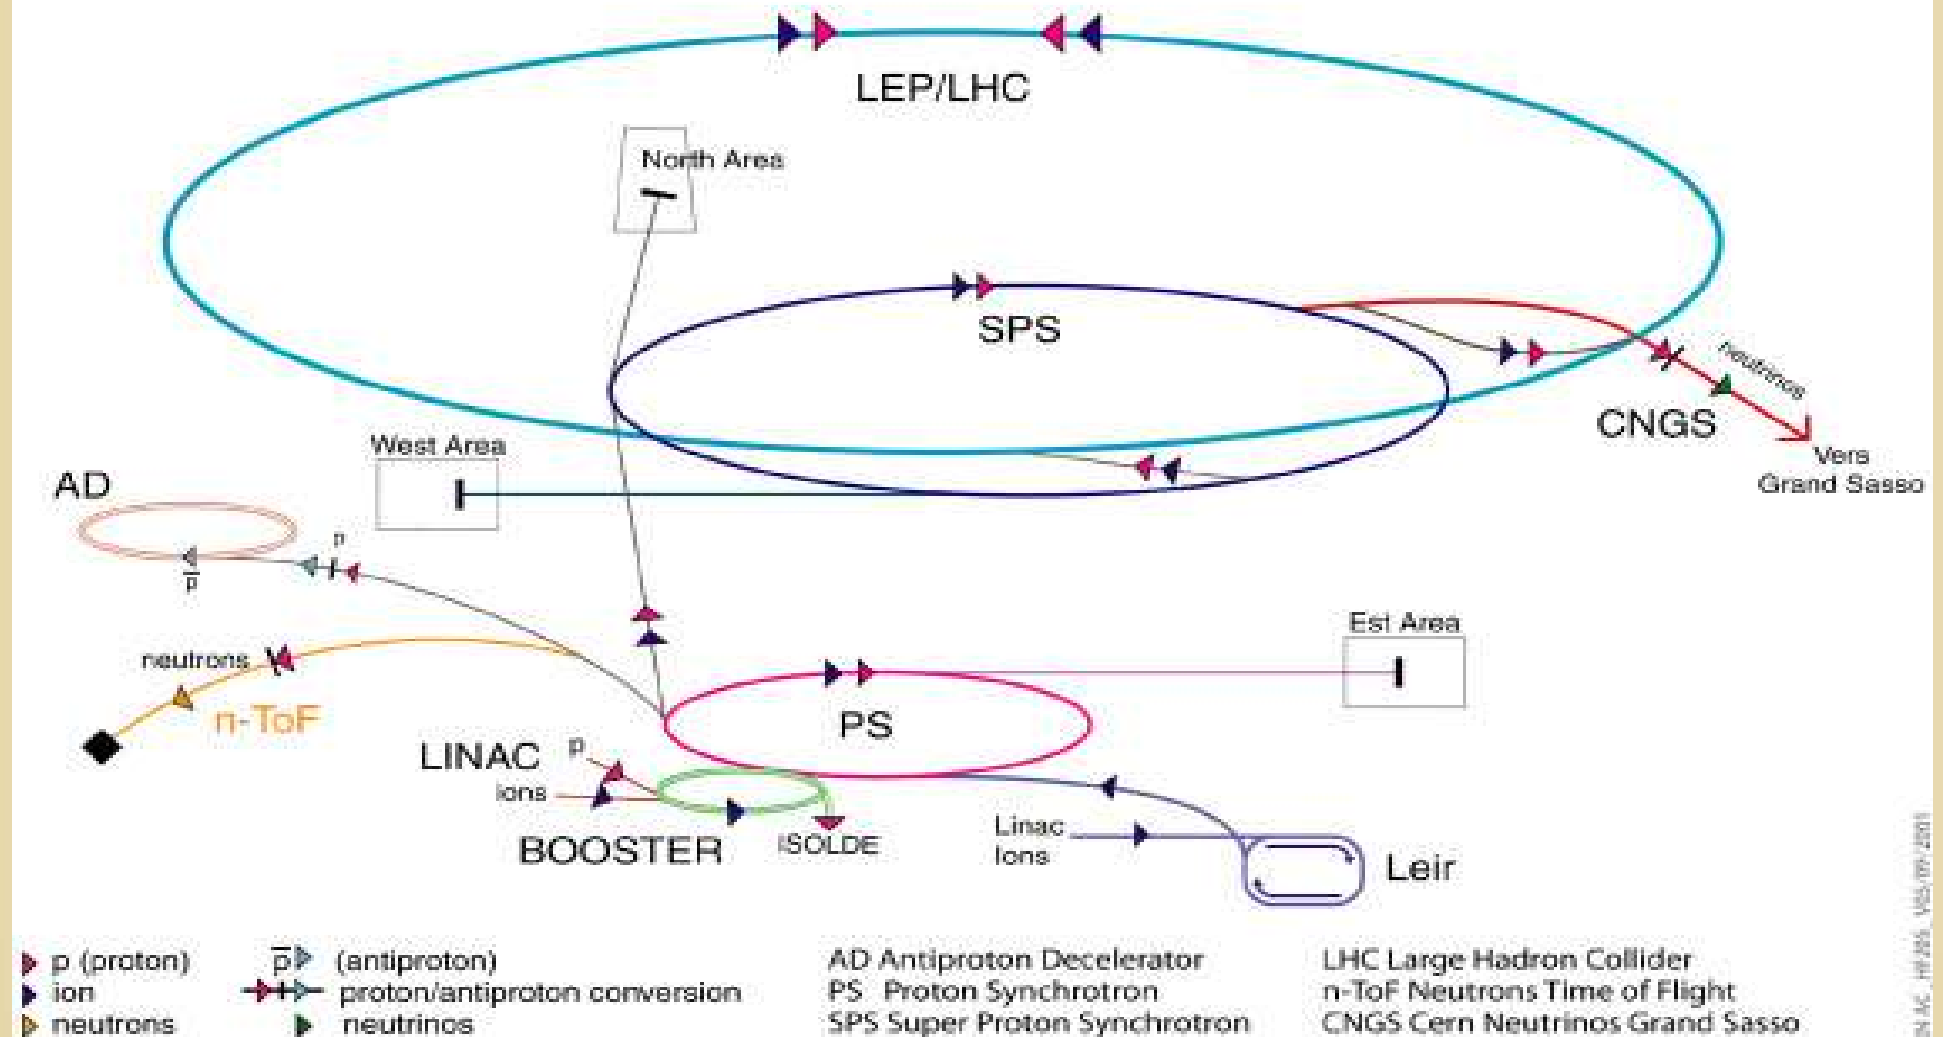 LEP/LHC
North Area
SPS
neutrinos
CNGS
Vers
Grand Sasso
West Area
AD
p
p̅
Est Area
neutrons
n-ToF
PS
LINAC
p
ions
BOOSTER
ISOLDE
Linac
Ions
Leir
p (proton)
ion
neutrons
p̅ (antiproton)
proton/antiproton conversion
neutrinos
AD Antiproton Decelerator
PS Proton Synchrotron
SPS Super Proton Synchrotron
LHC Large Hadron Collider
n-ToF Neutrons Time of Flight
CNGS Cern Neutrinos Grand Sasso